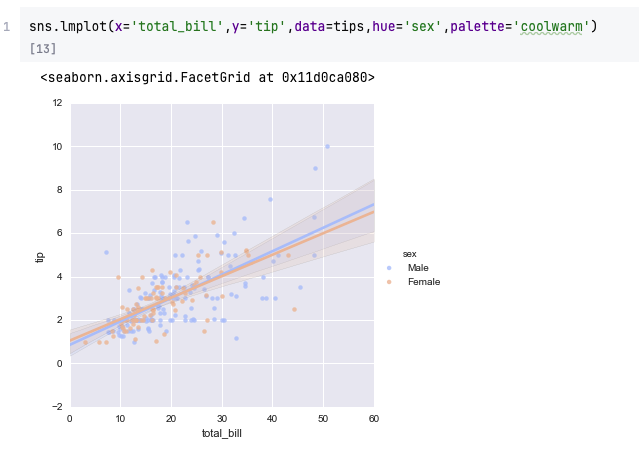 1 sns.lmplot(x='total_bill',y='tip',data=tips,hue='sex',palette='coolwarm')
[13]
<seaborn.axisgrid.FacetGrid at 0x11d0ca080>
12
10
8
6
4
2
0
−2
tip
0 10 20 30 40 50 60
total_bill
sex
Male
Female